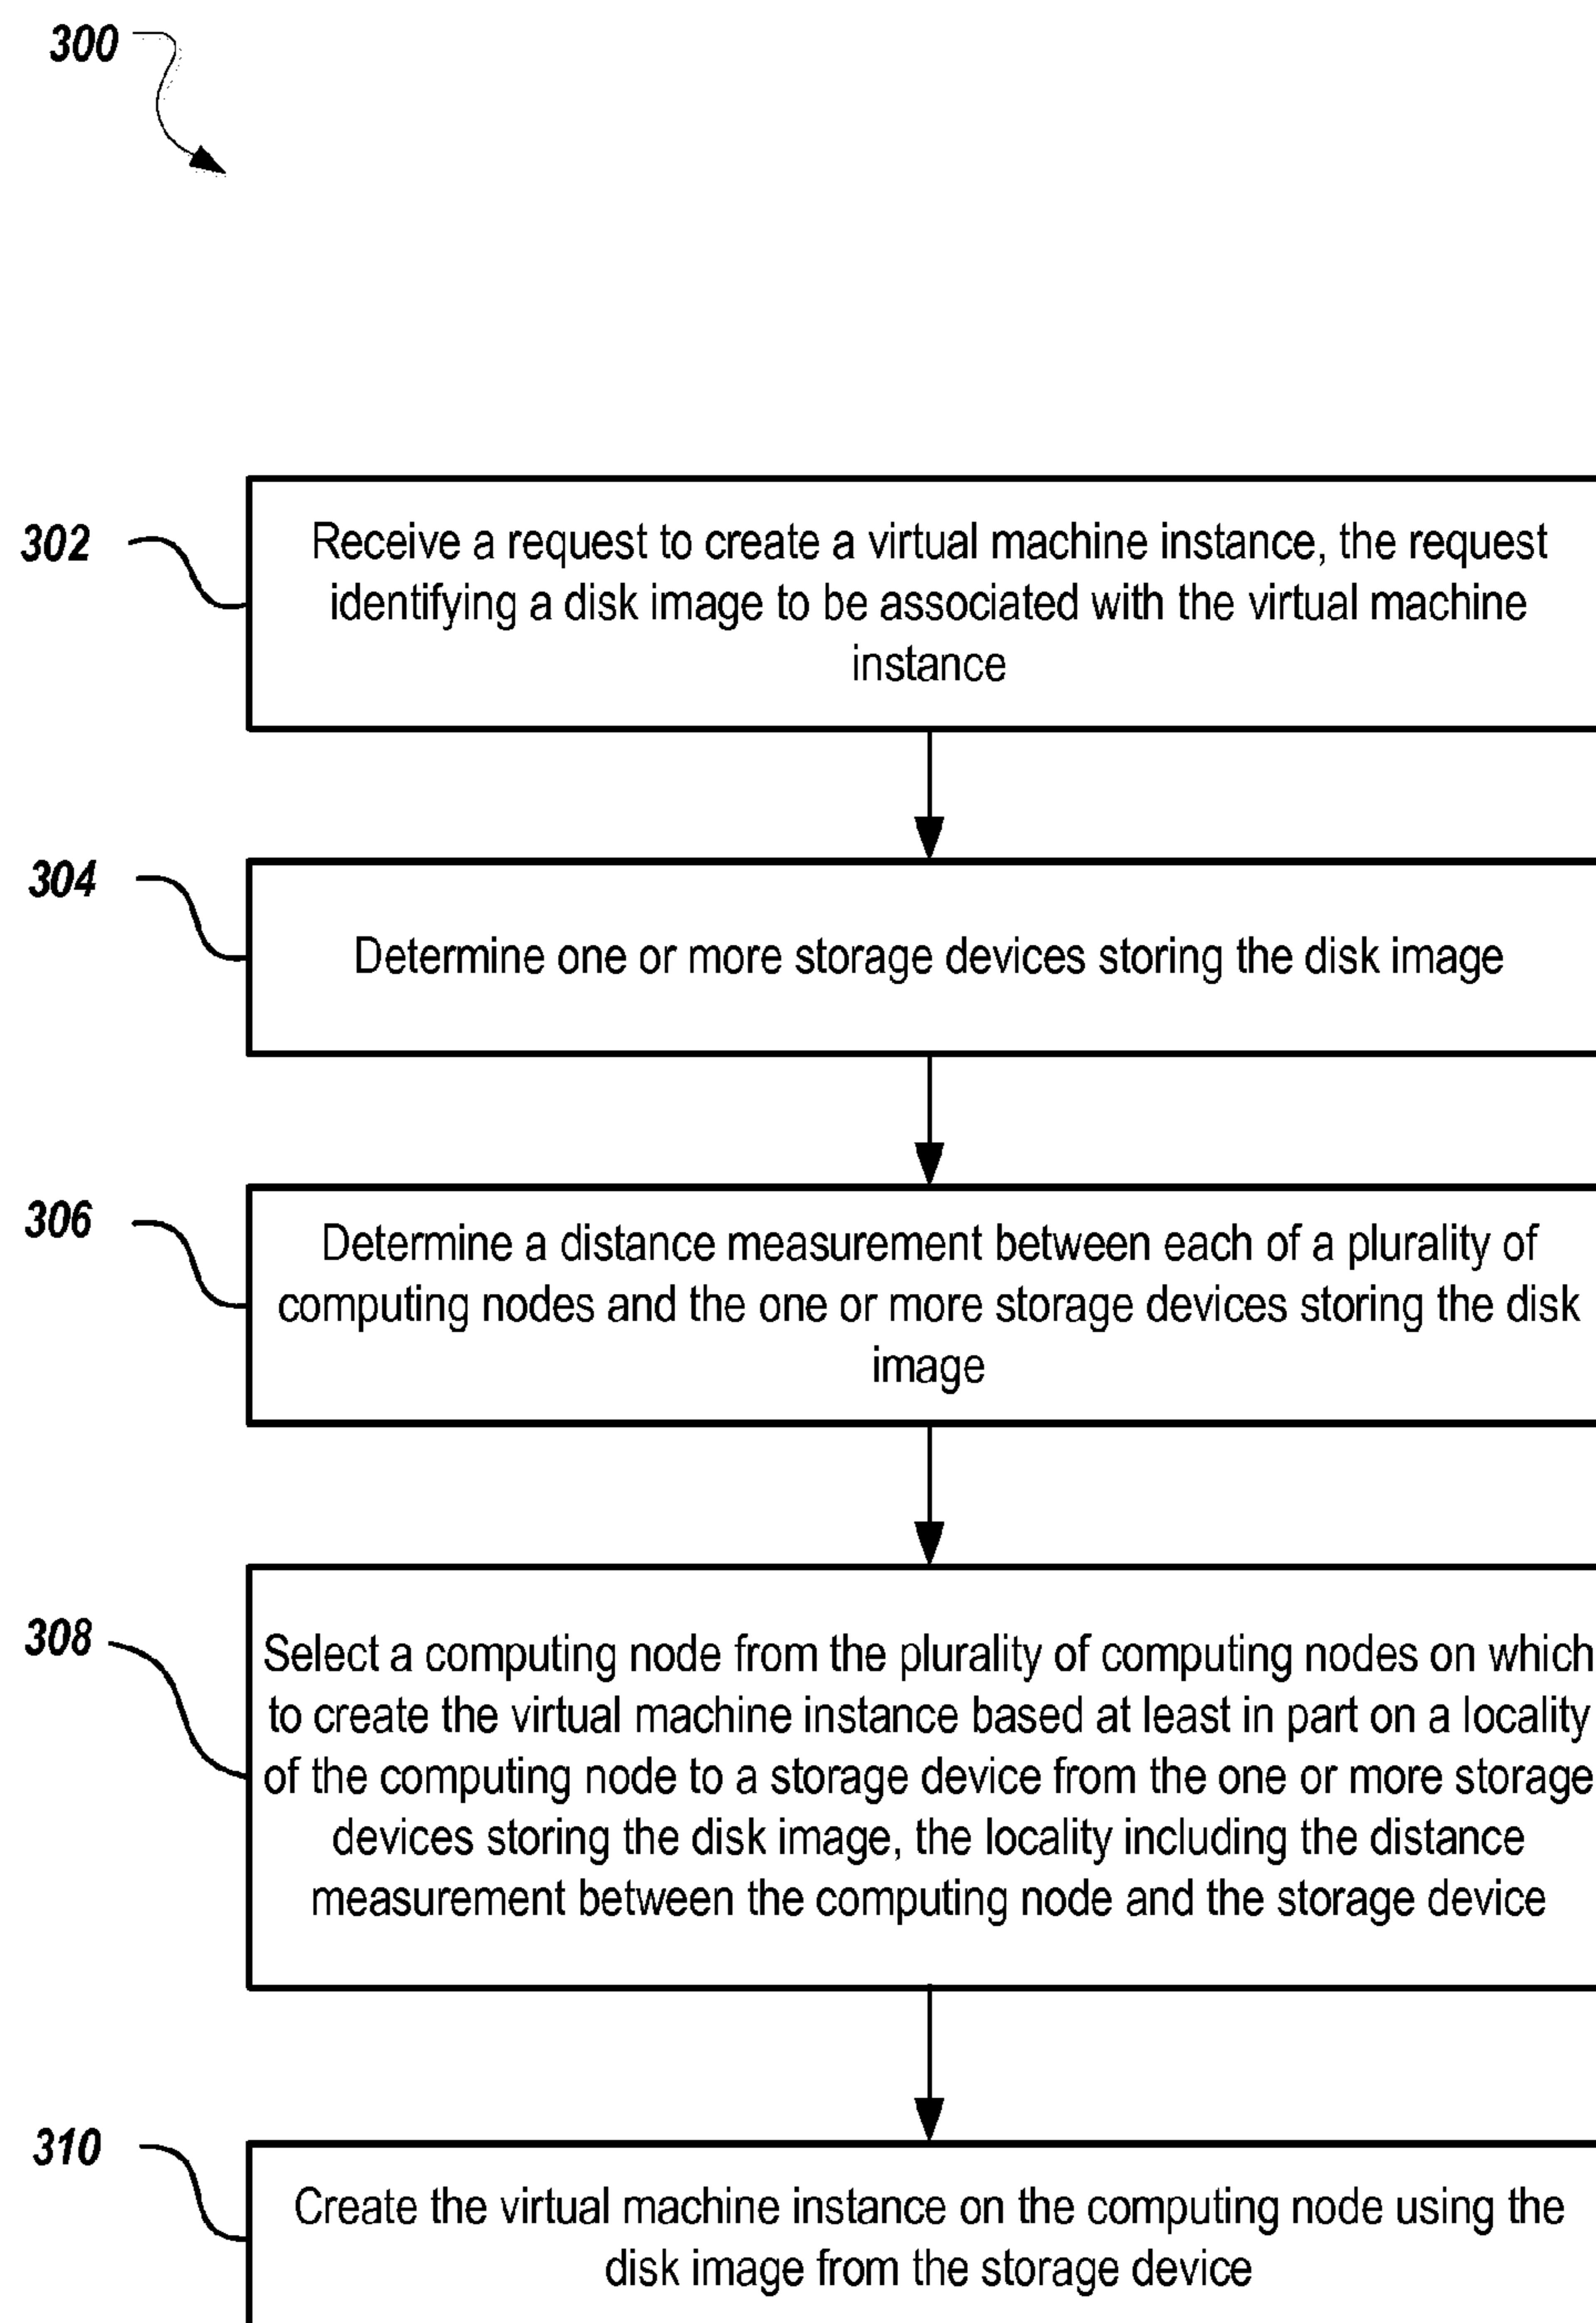 300
302
Receive a request to create a virtual machine instance, the request
identifying a disk image to be associated with the virtual machine
instance
304
Determine one or more storage devices storing the disk image
306
Determine a distance measurement between each of a plurality of
computing nodes and the one or more storage devices storing the disk
image
308
Select a computing node from the plurality of computing nodes on which
to create the virtual machine instance based at least in part on a locality
of the computing node to a storage device from the one or more storage
devices storing the disk image, the locality including the distance
measurement between the computing node and the storage device
310
Create the virtual machine instance on the computing node using the
disk image from the storage device